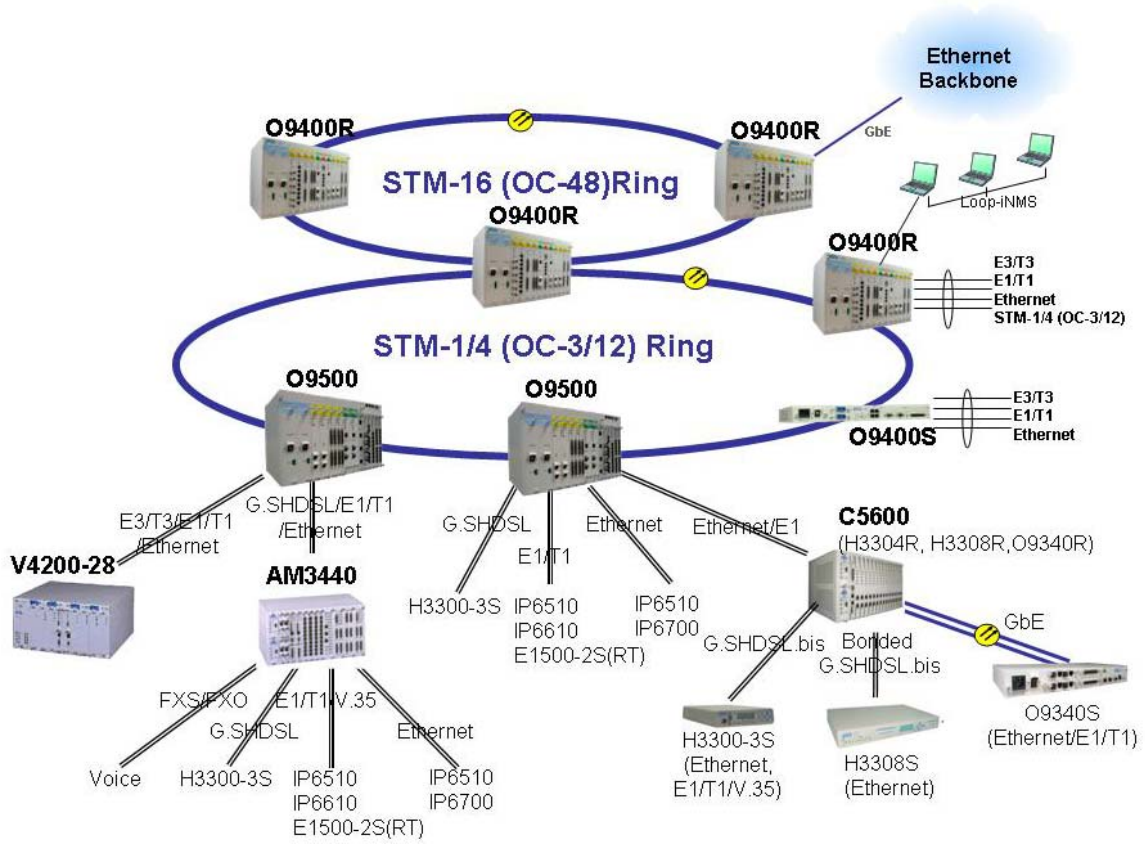 Ethernet
Backbone
O9400R
O9400R
GbE
STM-16 (OC-48)Ring
Loop-iNMS
O9400R
O9400R
E3/T3
E1/T1
Ethernet
STM-1/4 (OC-3/12)
STM-1/4 (OC-3/12) Ring
O9500
O9500
E3/T3
E1/T1
Ethernet
O9400S
E3/T3/E1/T1
/Ethernet
G.SHDSL/E1/T1
/Ethernet
G.SHDSL
E1/T1
Ethernet
Ethernet/E1
C5600
(H3304R, H3308R,O9340R)
V4200-28
AM3440
H3300-3S
IP6510
IP6610
E1500-2S(RT)
IP6510
IP6700
G.SHDSL.bis
Bonded
G.SHDSL.bis
GbE
FXS/FXO
G.SHDSL
E1/T1/V.35
Ethernet
Voice
H3300-3S
IP6510
IP6610
E1500-2S(RT)
IP6510
IP6700
H3300-3S
(Ethernet,
E1/T1/V.35)
H3308S
(Ethernet)
O9340S
(Ethernet/E1/T1)